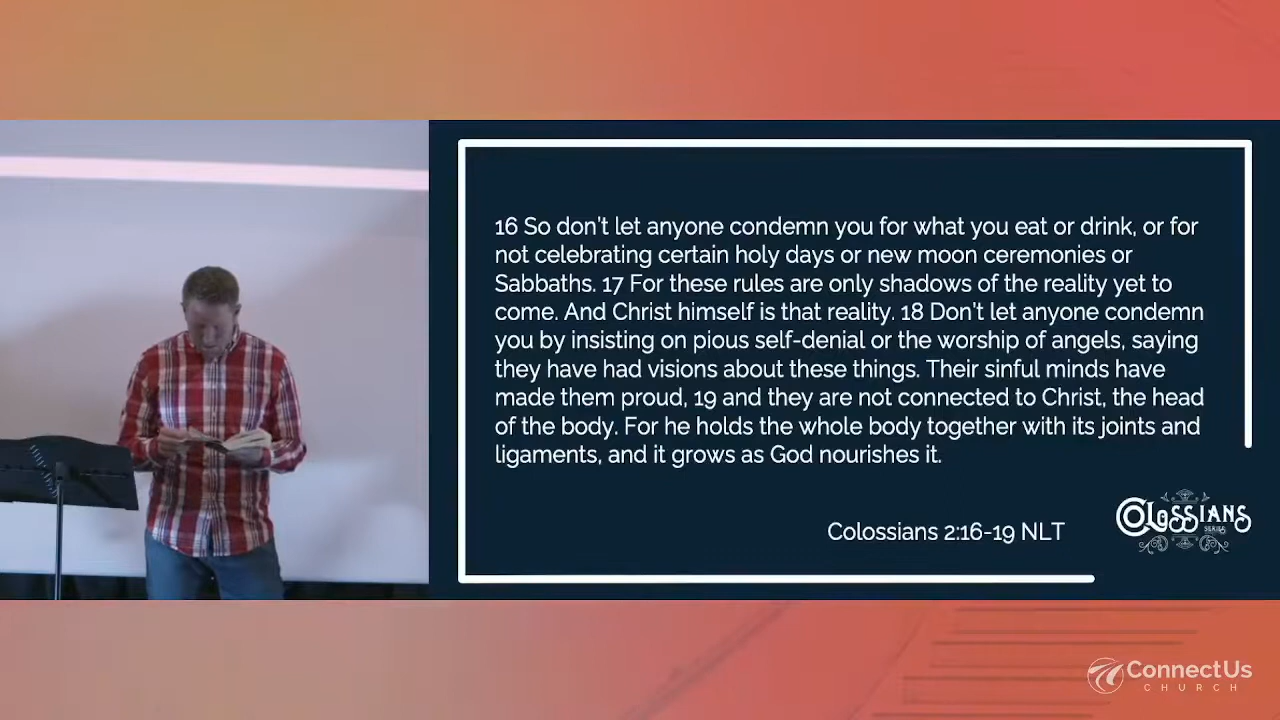 16 So don't let anyone condemn you for what you eat or drink, or for
not celebrating certain holy days or new moon ceremonies or
Sabbaths. 17 For these rules are only shadows of the reality yet to
come. And Christ himself is that reality. 18 Don't let anyone condemn
you by insisting on pious self-denial or the worship of angels, saying
they have had visions about these things. Their sinful minds have
made them proud, 19 and they are not connected to Christ, the head
of the body. For he holds the whole body together with its joints and
ligaments, and it grows as God nourishes it.
Colossians 2:16-19 NLT
COLOSSIANS
SERIES
ConnectUs
CHURCH